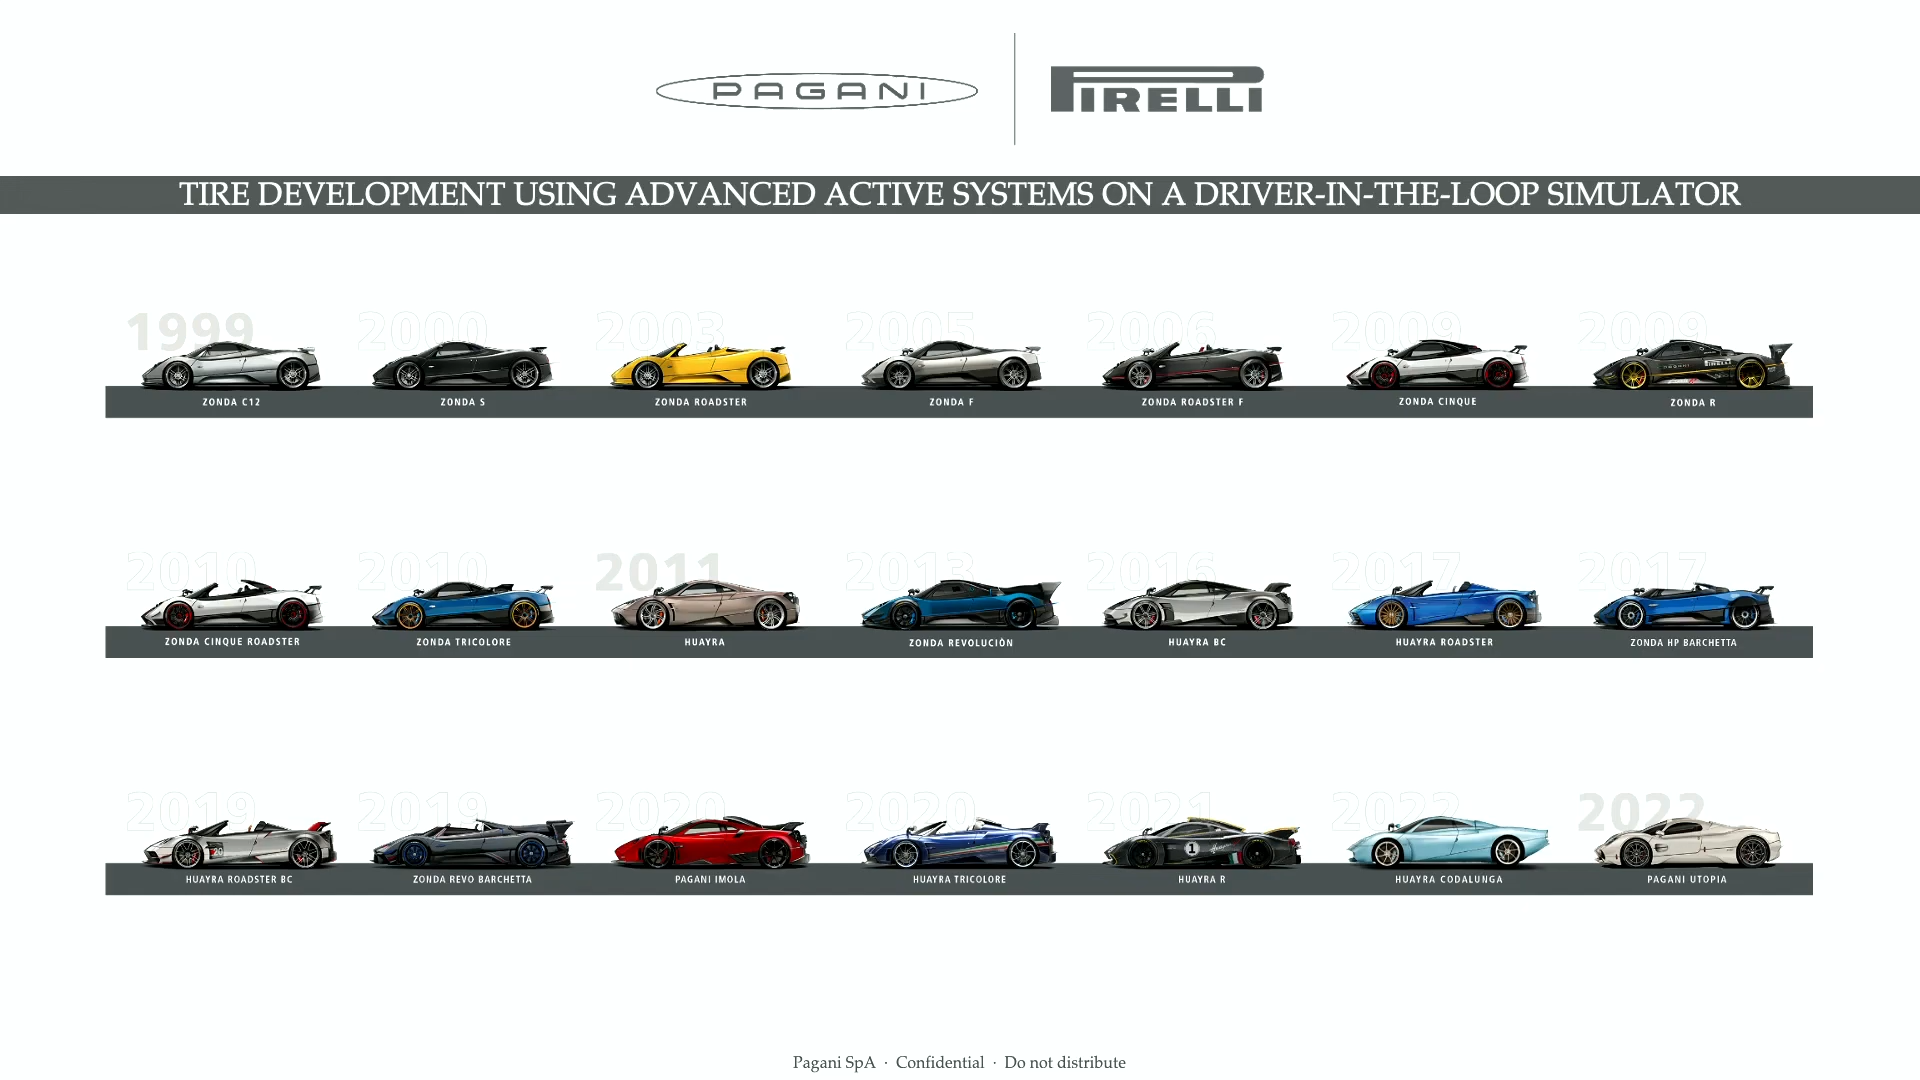 PAGANI
PIRELLI
TIRE DEVELOPMENT USING ADVANCED ACTIVE SYSTEMS ON A DRIVER-IN-THE-LOOP SIMULATOR
1999 2000 2003 2005 2006 2009 2009
ZONDA C12 ZONDA S ZONDA ROADSTER ZONDA F ZONDA ROADSTER F ZONDA CINQUE ZONDA R
2010 2010 2011 2013 2016 2017 2017
ZONDA CINQUE ROADSTER ZONDA TRICOLORE HUAYRA ZONDA REVOLUCIÓN HUAYRA BC HUAYRA ROADSTER ZONDA HP BARCHETTA
2019 2019 2020 2020 2021 2022 2022
HUAYRA ROADSTER BC ZONDA REVO BARCHETTA PAGANI IMOLA HUAYRA TRICOLORE HUAYRA R HUAYRA CODALUNGA PAGANI UTOPIA
Pagani SpA · Confidential · Do not distribute